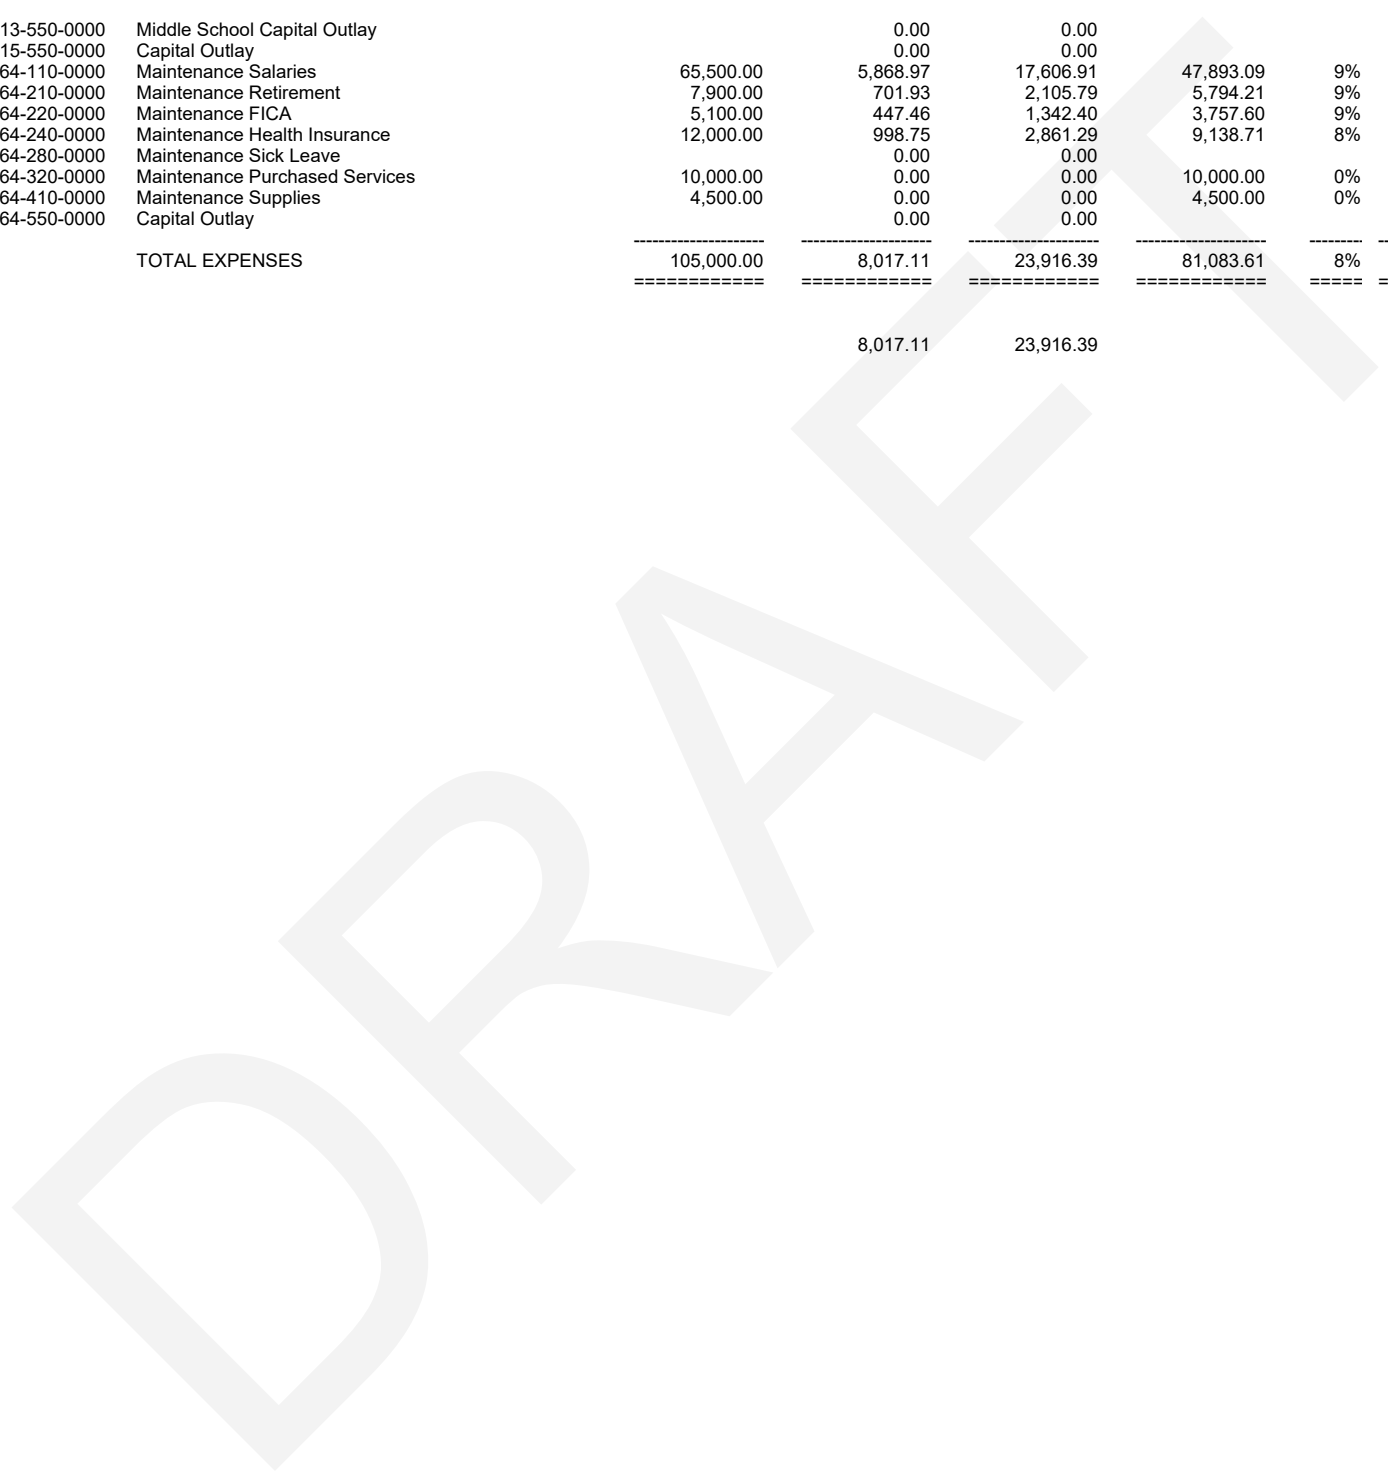 13-550-0000 Middle School Capital Outlay 0.00 0.00
15-550-0000 Capital Outlay 0.00 0.00
64-110-0000 Maintenance Salaries 65,500.00 5,868.97 17,606.91 47,893.09 9%
64-210-0000 Maintenance Retirement 7,900.00 701.93 2,105.79 5,794.21 9%
64-220-0000 Maintenance FICA 5,100.00 447.46 1,342.40 3,757.60 9%
64-240-0000 Maintenance Health Insurance 12,000.00 998.75 2,861.29 9,138.71 8%
64-280-0000 Maintenance Sick Leave 0.00 0.00
64-320-0000 Maintenance Purchased Services 10,000.00 0.00 0.00 10,000.00 0%
64-410-0000 Maintenance Supplies 4,500.00 0.00 0.00 4,500.00 0%
64-550-0000 Capital Outlay 0.00 0.00
--------------------- --------------------- --------------------- --------------------- -------- --
TOTAL EXPENSES 105,000.00 8,017.11 23,916.39 81,083.61 8%
============ ============ ============ ============ ===== =
8,017.11 23,916.39
DRAFT